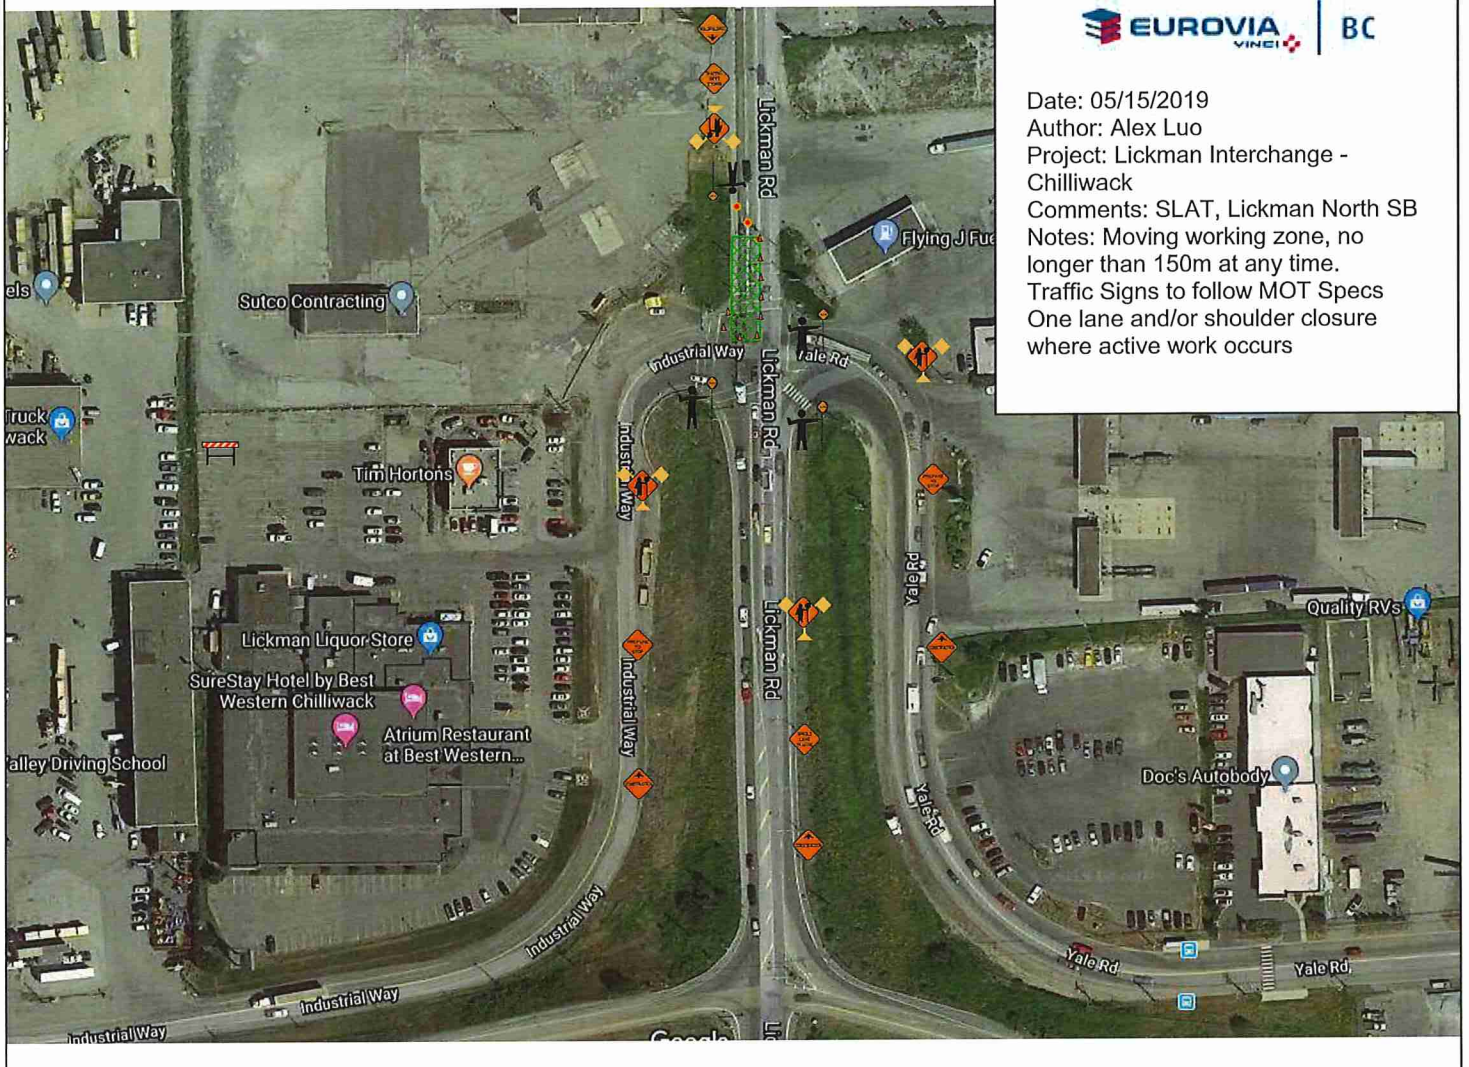 EUROVIA
VINCI
BC
Date: 05/15/2019
Author: Alex Luo
Project: Lickman Interchange -
Chilliwack
Comments: SLAT, Lickman North SB
Notes: Moving working zone, no
longer than 150m at any time.
Traffic Signs to follow MOT Specs
One lane and/or shoulder closure
where active work occurs
Lickman Rd
Flying J Fue
els
Sutco Contracting
Industrial Way
Yale Rd
Lickman Rd
Truck
wack
Tim Hortons
Industrial Way
Yale Rd
Quality RVs
Lickman Liquor Store
Lickman Rd
SureStay Hotel by Best
Western Chilliwack
Industrial Way
Atrium Restaurant
at Best Western...
alley Driving School
Doc's Autobody
Yale Rd
Industrial Way
Yale Rd
Yale Rd
Industrial Way
Industrial Way
Google
Li